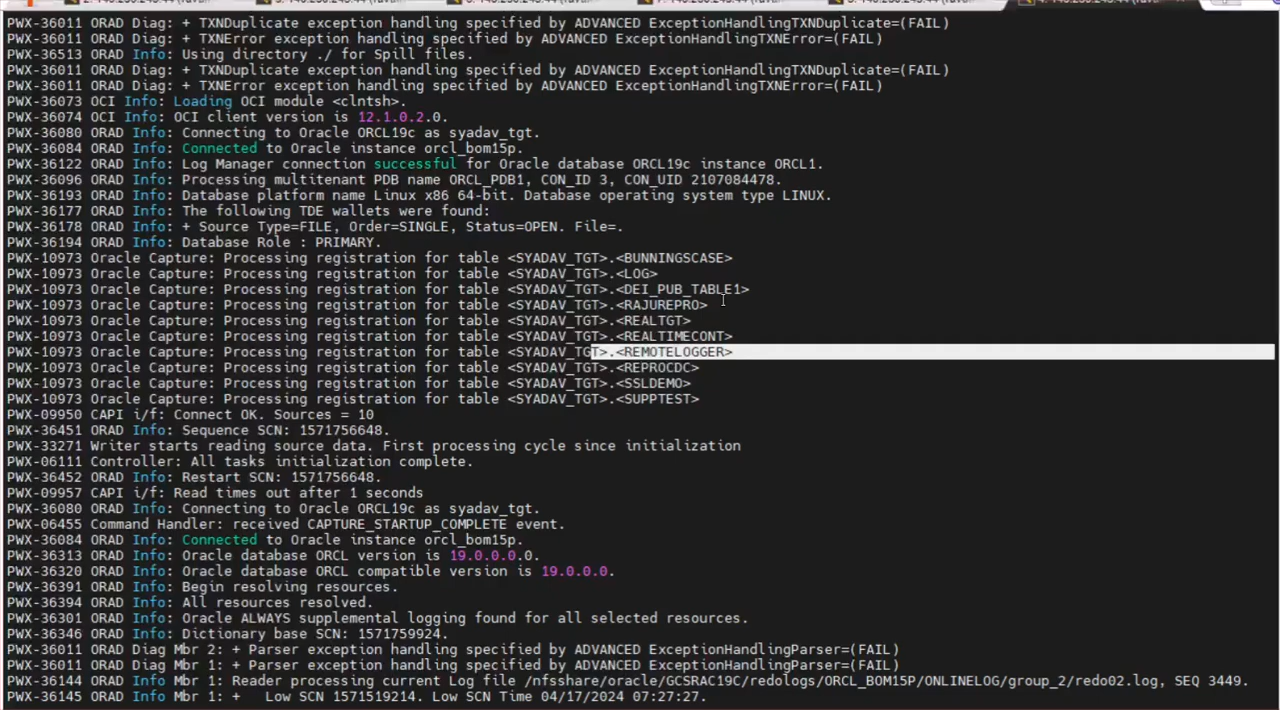 PWX-36011 ORAD Diag: + TXNDuplicate exception handling specified by ADVANCED ExceptionHandlingTXNDuplicate=(FAIL)
PWX-36011 ORAD Diag: + TXNError exception handling specified by ADVANCED ExceptionHandlingTXNError=(FAIL)
PWX-36513 ORAD Info: Using directory ./ for Spill files.
PWX-36011 ORAD Diag: + TXNDuplicate exception handling specified by ADVANCED ExceptionHandlingTXNDuplicate=(FAIL)
PWX-36011 ORAD Diag: + TXNError exception handling specified by ADVANCED ExceptionHandlingTXNError=(FAIL)
PWX-36073 OCI Info: Loading OCI module <clntsh>.
PWX-36074 OCI Info: OCI client version is 12.1.0.2.0.
PWX-36080 ORAD Info: Connecting to Oracle ORCL19c as syadav_tgt.
PWX-36084 ORAD Info: Connected to Oracle instance orcl_bom15p.
PWX-36122 ORAD Info: Log Manager connection successful for Oracle database ORCL19c instance ORCL1.
PWX-36096 ORAD Info: Processing multitenant PDB name ORCL_PDB1, CON_ID 3, CON_UID 2107084478.
PWX-36193 ORAD Info: Database platform name Linux x86 64-bit. Database operating system type LINUX.
PWX-36177 ORAD Info: The following TDE wallets were found:
PWX-36178 ORAD Info: + Source Type=FILE, Order=SINGLE, Status=OPEN. File=.
PWX-36194 ORAD Info: Database Role : PRIMARY.
PWX-10973 Oracle Capture: Processing registration for table <SYADAV_TGT>.<BUNNINGSCASE>
PWX-10973 Oracle Capture: Processing registration for table <SYADAV_TGT>.<LOG>
PWX-10973 Oracle Capture: Processing registration for table <SYADAV_TGT>.<DEI_PUB_TABLE1>
PWX-10973 Oracle Capture: Processing registration for table <SYADAV_TGT>.<RAJUREPRO>
PWX-10973 Oracle Capture: Processing registration for table <SYADAV_TGT>.<REALTGT>
PWX-10973 Oracle Capture: Processing registration for table <SYADAV_TGT>.<REALTIMECONT>
PWX-10973 Oracle Capture: Processing registration for table <SYADAV_TGT>.<REMOTELOGGER>
PWX-10973 Oracle Capture: Processing registration for table <SYADAV_TGT>.<REPROCDC>
PWX-10973 Oracle Capture: Processing registration for table <SYADAV_TGT>.<SSLDEMO>
PWX-10973 Oracle Capture: Processing registration for table <SYADAV_TGT>.<SUPPTEST>
PWX-09950 CAPI i/f: Connect OK. Sources = 10
PWX-36451 ORAD Info: Sequence SCN: 1571756648.
PWX-33271 Writer starts reading source data. First processing cycle since initialization
PWX-06111 Controller: All tasks initialization complete.
PWX-36452 ORAD Info: Restart SCN: 1571756648.
PWX-09957 CAPI i/f: Read times out after 1 seconds
PWX-36080 ORAD Info: Connecting to Oracle ORCL19c as syadav_tgt.
PWX-06455 Command Handler: received CAPTURE_STARTUP_COMPLETE event.
PWX-36084 ORAD Info: Connected to Oracle instance orcl_bom15p.
PWX-36313 ORAD Info: Oracle database ORCL version is 19.0.0.0.0.
PWX-36320 ORAD Info: Oracle database ORCL compatible version is 19.0.0.0.
PWX-36391 ORAD Info: Begin resolving resources.
PWX-36394 ORAD Info: All resources resolved.
PWX-36301 ORAD Info: Oracle ALWAYS supplemental logging found for all selected resources.
PWX-36346 ORAD Info: Dictionary base SCN: 1571759924.
PWX-36011 ORAD Diag Mbr 2: + Parser exception handling specified by ADVANCED ExceptionHandlingParser=(FAIL)
PWX-36011 ORAD Diag Mbr 1: + Parser exception handling specified by ADVANCED ExceptionHandlingParser=(FAIL)
PWX-36144 ORAD Info Mbr 1: Reader processing current Log file /nfsshare/oracle/GCSRAC19C/redologs/ORCL_BOM15P/ONLINELOG/group_2/redo02.log, SEQ 3449.
PWX-36145 ORAD Info Mbr 1: +   Low SCN 1571519214. Low SCN Time 04/17/2024 07:27:27.